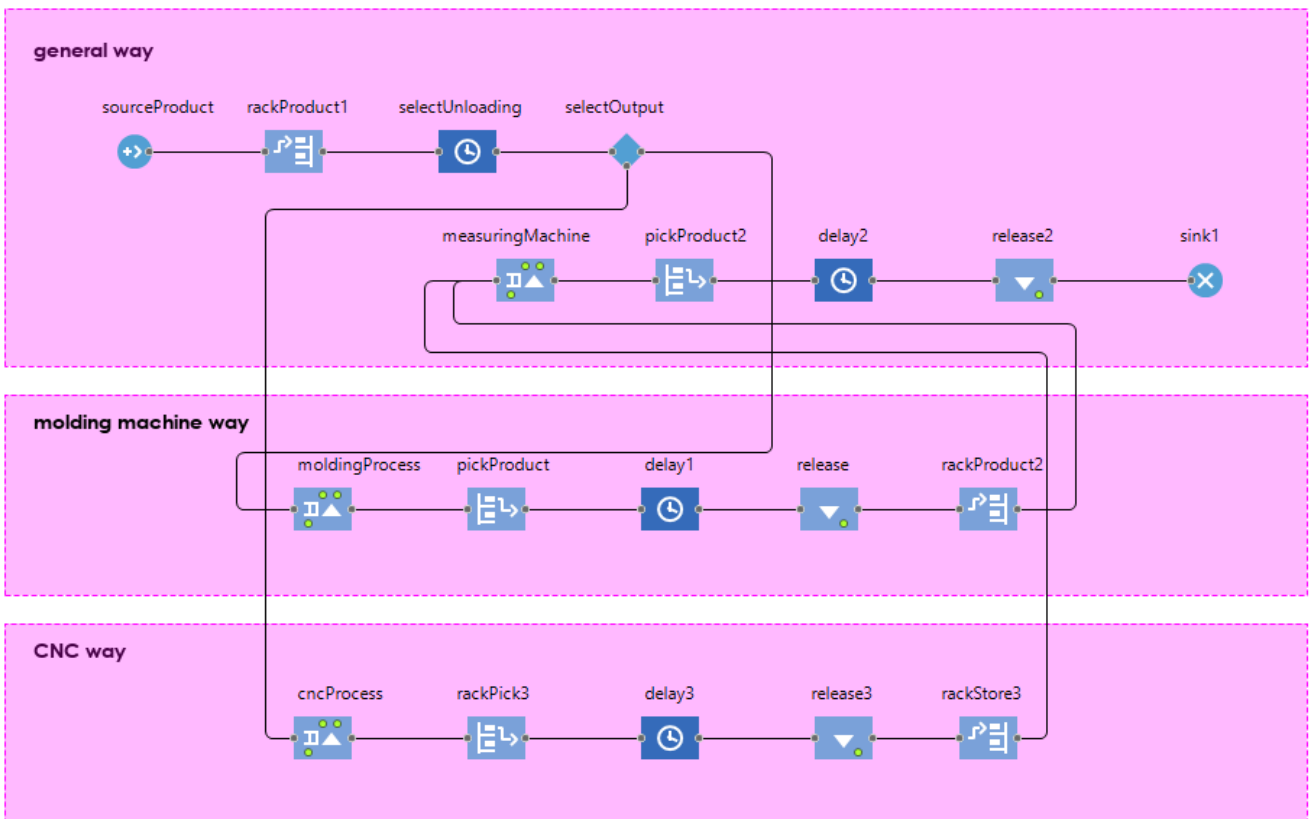 general way
sourceProduct rackProduct1 selectUnloading selectOutput
measuringMachine pickProduct2 delay2 release2 sink1
molding machine way
moldingProcess pickProduct delay1 release rackProduct2
CNC way
cncProcess rackPick3 delay3 release3 rackStore3